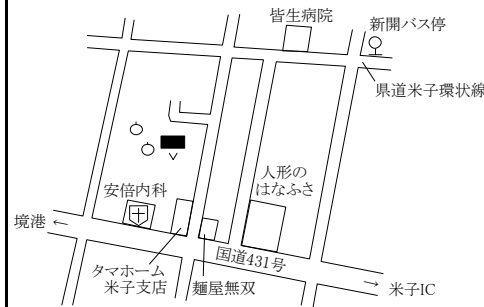 皆生病院
新開バス停
県道米子環状線
人形の
はなふさ
安倍内科
境港 ←
国道431号
タマホーム
米子支店
麺屋無双
→ 米子IC